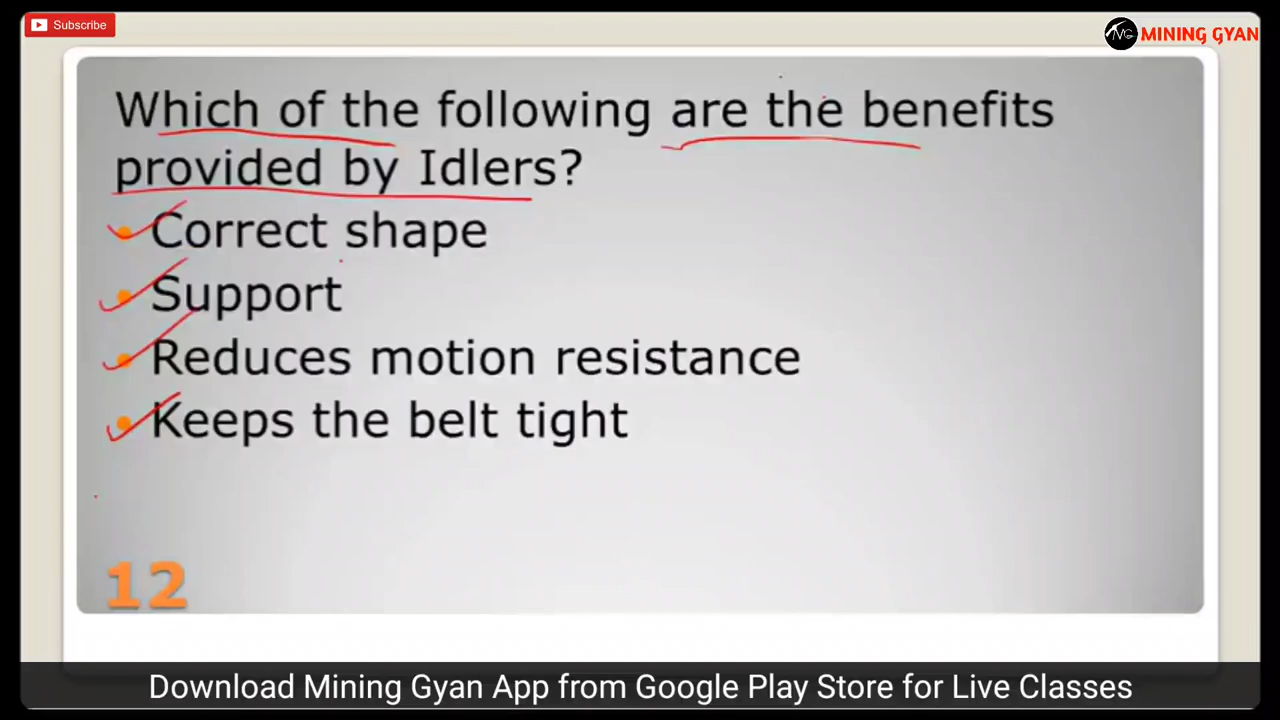 Subscribe
MINING GYAN
Which of the following are the benefits
provided by Idlers?
Correct shape
Support
Reduces motion resistance
Keeps the belt tight
12
Download Mining Gyan App from Google Play Store for Live Classes